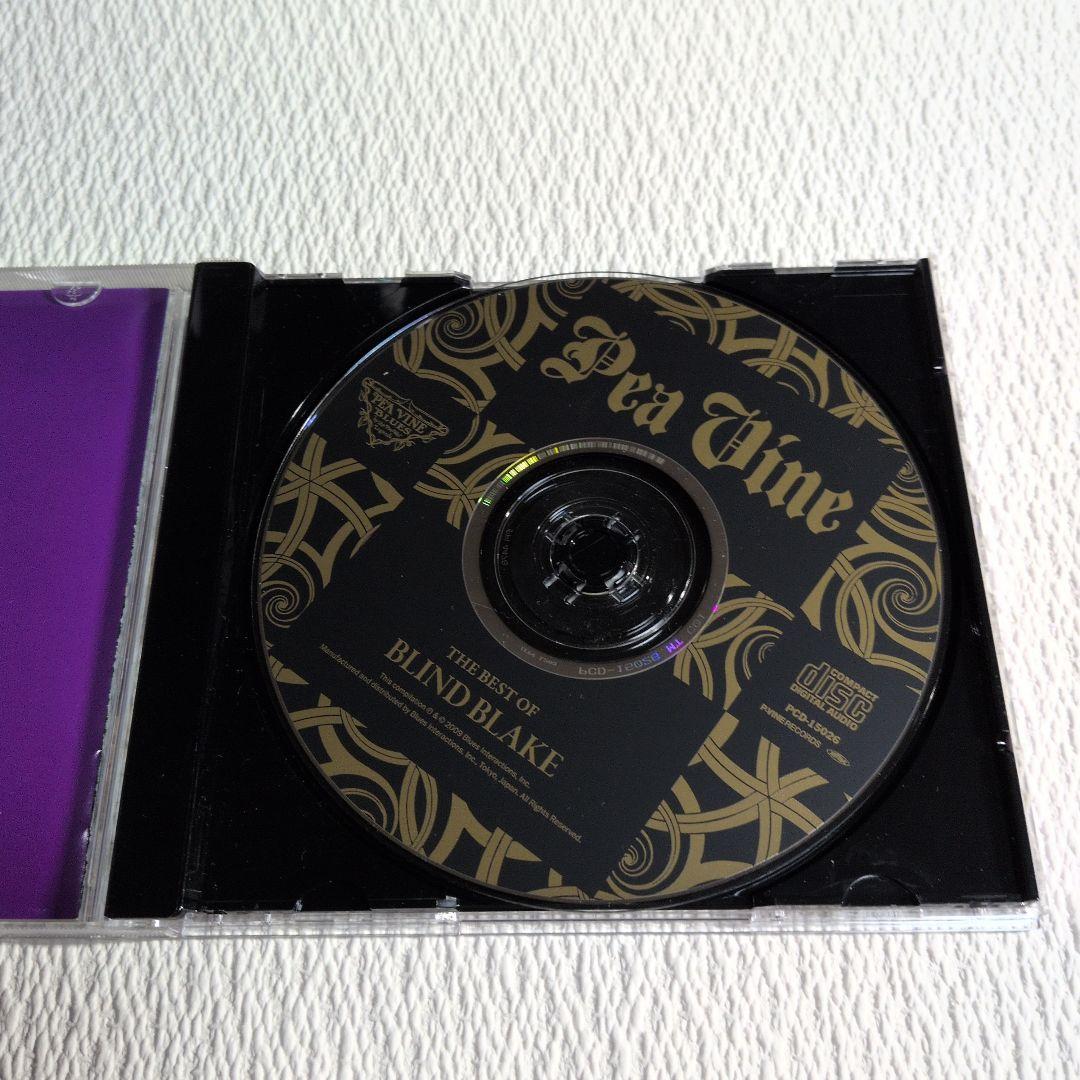 Pea Vine
PEA VINE
BLUES
THE BEST OF
BLIND BLAKE
This compilation ℗ & © 2009 Blues Interactions, Inc.
Manufactured and distributed by Blues Interactions, Inc., Tokyo, Japan. All Rights Reserved.
COMPACT
disc
DIGITAL AUDIO
PCD-15026
P-VINE RECORDS
PCD-15026